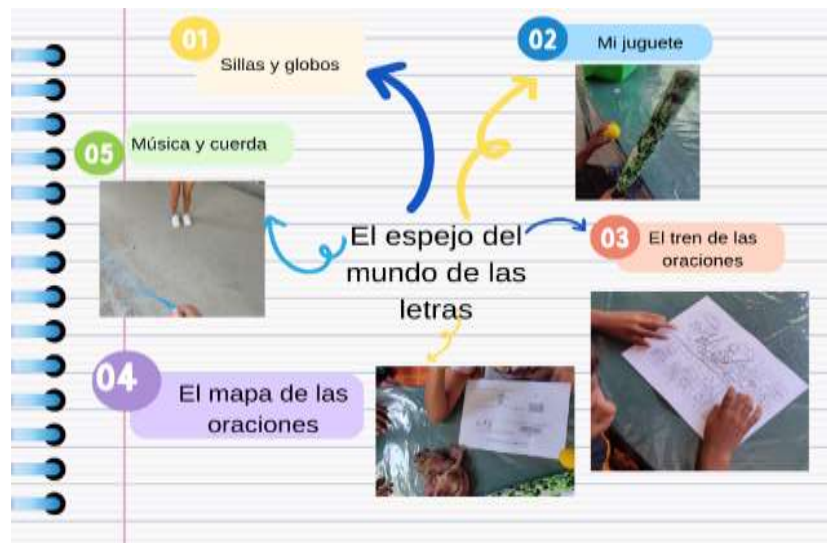 01
Sillas y globos
02
Mi juguete
05
Música y cuerda
El espejo del
mundo de las
letras
03
El tren de las
oraciones
04
El mapa de las
oraciones